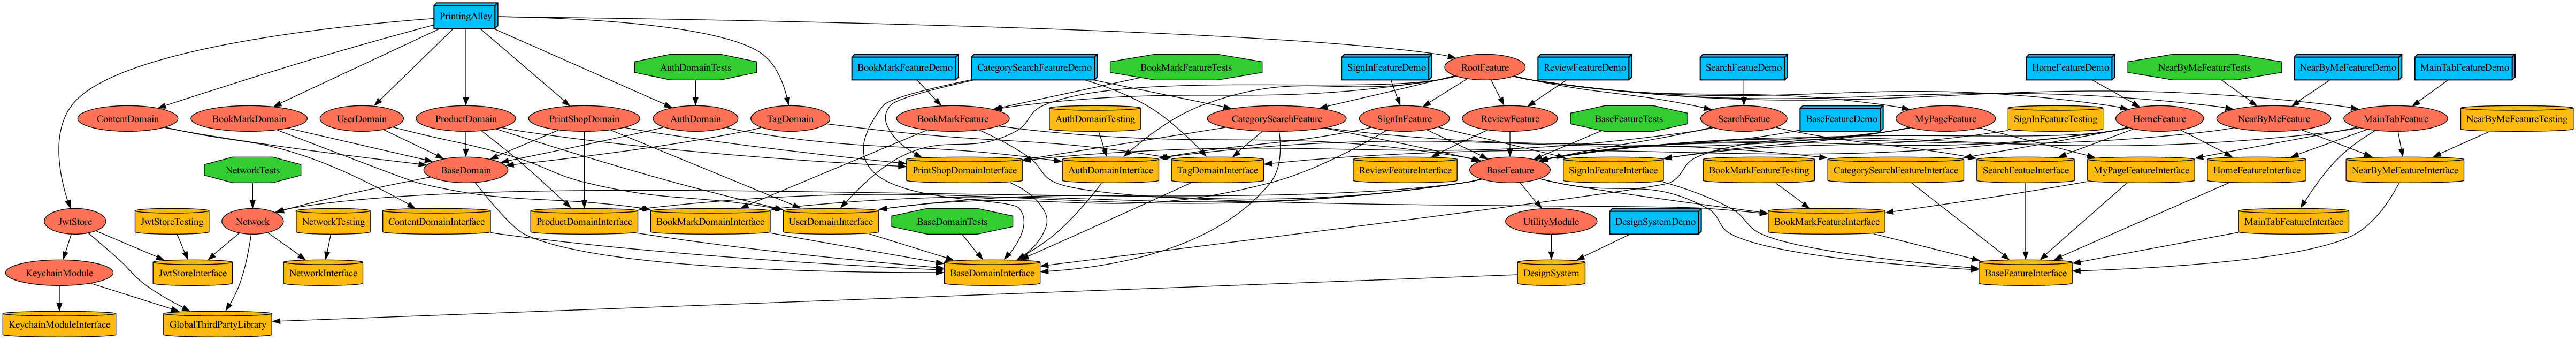 PrintingAlley
AuthDomainTests
BookMarkFeatureDemo
CategorySearchFeatureDemo
BookMarkFeatureTests
SignInFeatureDemo
RootFeature
ReviewFeatureDemo
SearchFeatueDemo
HomeFeatureDemo
NearByMeFeatureTests
NearByMeFeatureDemo
MainTabFeatureDemo
ContentDomain
BookMarkDomain
UserDomain
ProductDomain
PrintShopDomain
AuthDomain
TagDomain
BookMarkFeature
AuthDomainTesting
CategorySearchFeature
SignInFeature
ReviewFeature
BaseFeatureTests
SearchFeatue
BaseFeatureDemo
MyPageFeature
SignInFeatureTesting
HomeFeature
NearByMeFeature
MainTabFeature
NearByMeFeatureTesting
NetworkTests
BaseDomain
PrintShopDomainInterface
AuthDomainInterface
TagDomainInterface
ReviewFeatureInterface
BaseFeature
SignInFeatureInterface
BookMarkFeatureTesting
CategorySearchFeatureInterface
SearchFeatueInterface
MyPageFeatureInterface
HomeFeatureInterface
NearByMeFeatureInterface
JwtStore
JwtStoreTesting
Network
NetworkTesting
ContentDomainInterface
ProductDomainInterface
BookMarkDomainInterface
UserDomainInterface
BaseDomainTests
UtilityModule
DesignSystemDemo
BookMarkFeatureInterface
MainTabFeatureInterface
KeychainModule
JwtStoreInterface
NetworkInterface
BaseDomainInterface
DesignSystem
BaseFeatureInterface
KeychainModuleInterface
GlobalThirdPartyLibrary